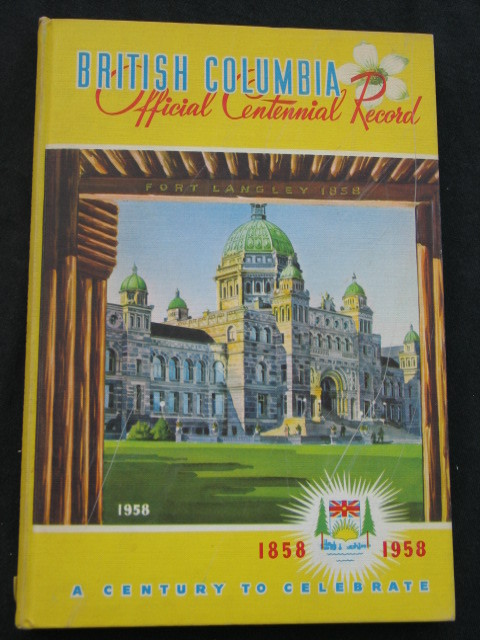 BRITISH COLUMBIA
Official Centennial Record
FORT LANGLEY 1858
1958
1858 1958
A CENTURY TO CELEBRATE